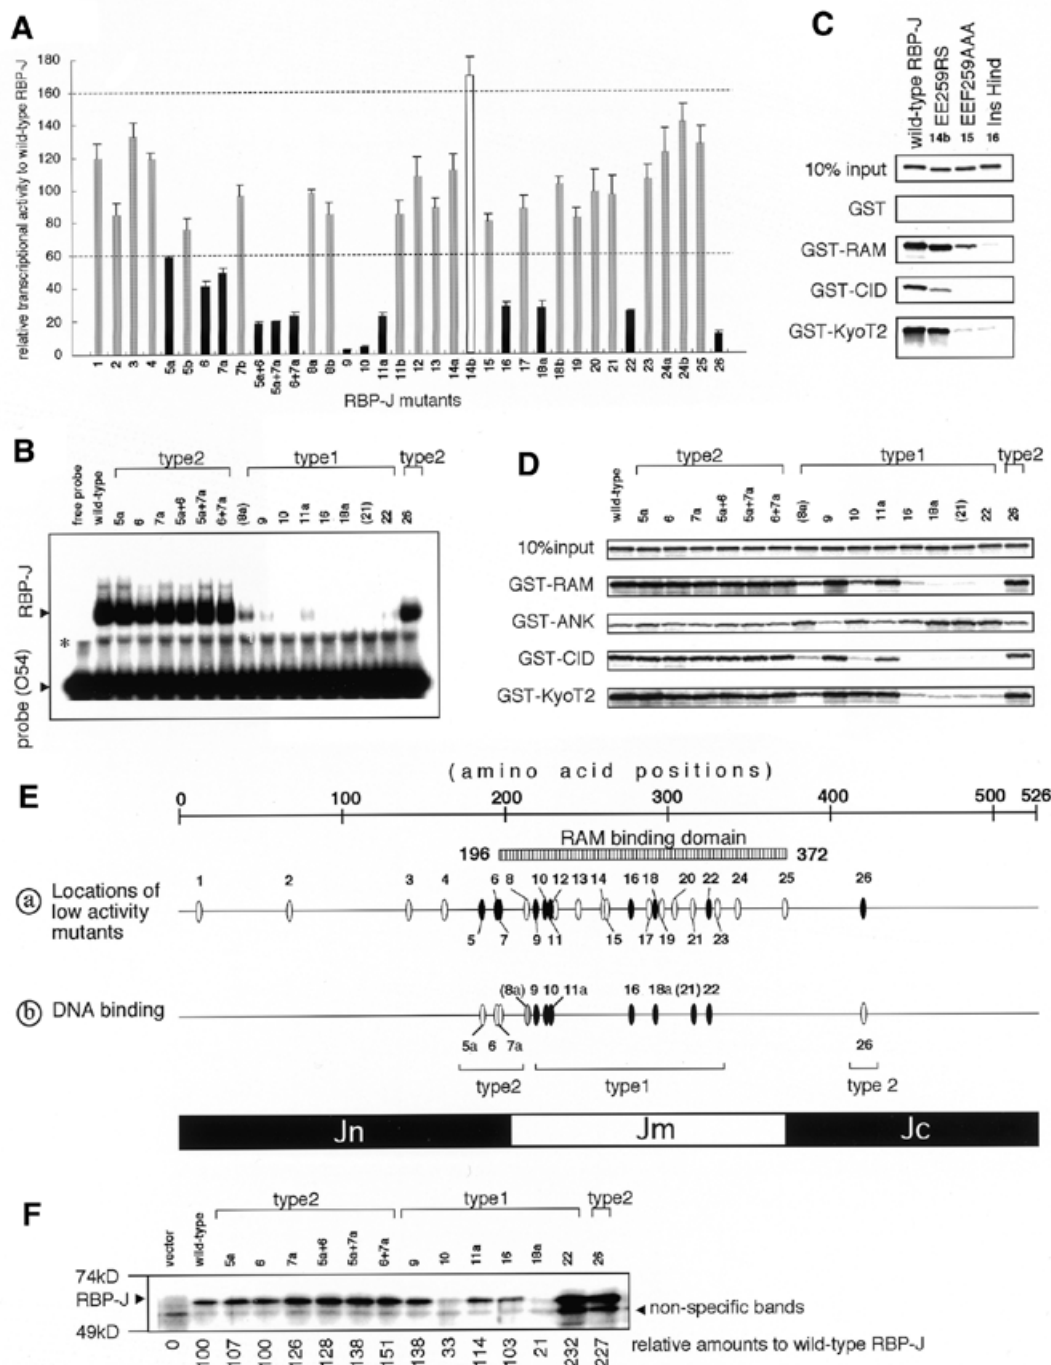 A
relative transcriptional activity to wild-type RBP-J
180
160
140
120
100
80
60
40
20
0
1 2 3 4 5a 5b 6 7a 7b 5a+6 5a+7a 6+7a 8a 8b 9 10 11a 11b 12 13 14a 14b 15 16 17 18a 18b 19 20 21 22 23 24a 24b 25 26
RBP-J mutants
C
wild-type RBP-J
14b EE259RS
15 EEF259AAA
16 Ins Hind
10% input
GST
GST-RAM
GST-CID
GST-KyoT2
B
type2 type1 type2
free probe wild-type 5a 6 7a 5a+6 5a+7a 6+7a (8a) 9 10 11a 16 18a (21) 22 26
RBP-J
*
probe (O54)
D
type2 type1 type2
wild-type 5a 6 7a 5a+6 5a+7a 6+7a (8a) 9 10 11a 16 18a (21) 22 26
10%input
GST-RAM
GST-ANK
GST-CID
GST-KyoT2
E
(amino acid positions)
0 100 200 300 400 500 526
RAM binding domain
196 372
1 2 3 4 6 8 10 12 13 14 16 18 20 22 24 25 26
a Locations of
low activity
mutants
5 7 9 11 15 17 19 21 23
(8a) 9 10 11a 16 18a (21) 22
b DNA binding
5a 6 7a 26
type2 type1 type 2
Jn Jm Jc
F
type2 type1 type2
vector wild-type 5a 6 7a 5a+6 5a+7a 6+7a 9 10 11a 16 18a 22 26
74kD
RBP-J
non-specific bands
49kD
0 100 107 100 126 128 138 151 138 33 114 103 21 232 227 relative amounts to wild-type RBP-J